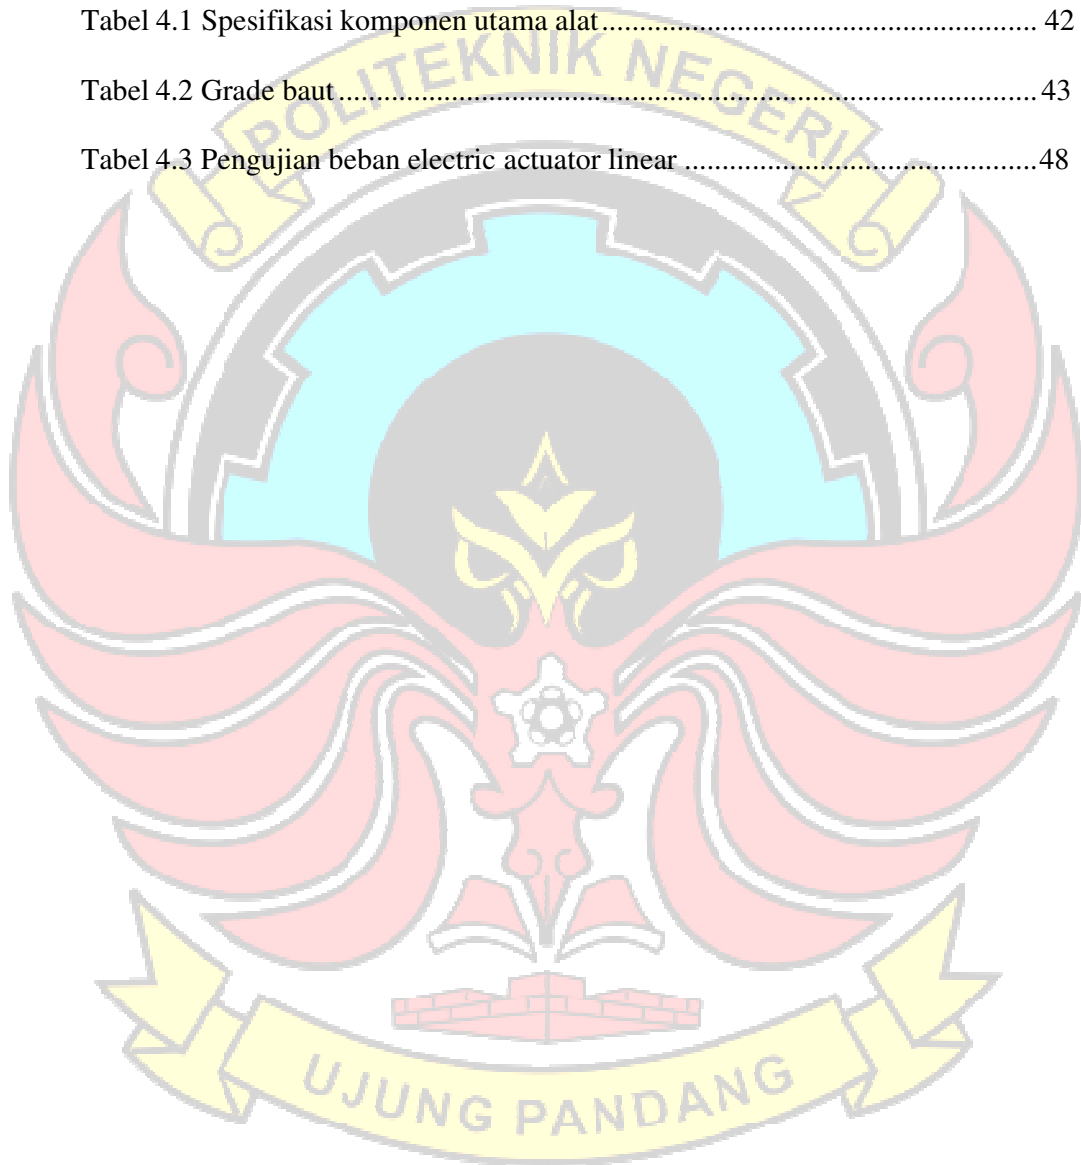 Tabel 4.1 Spesifikasi komponen utama alat........................................................................ 42
Tabel 4.2 Grade baut........................................................................................................... 43
Tabel 4.3 Pengujian beban electric actuator linear ..........................................................48
POLITEKNIK NEGERI
UJUNG PANDANG